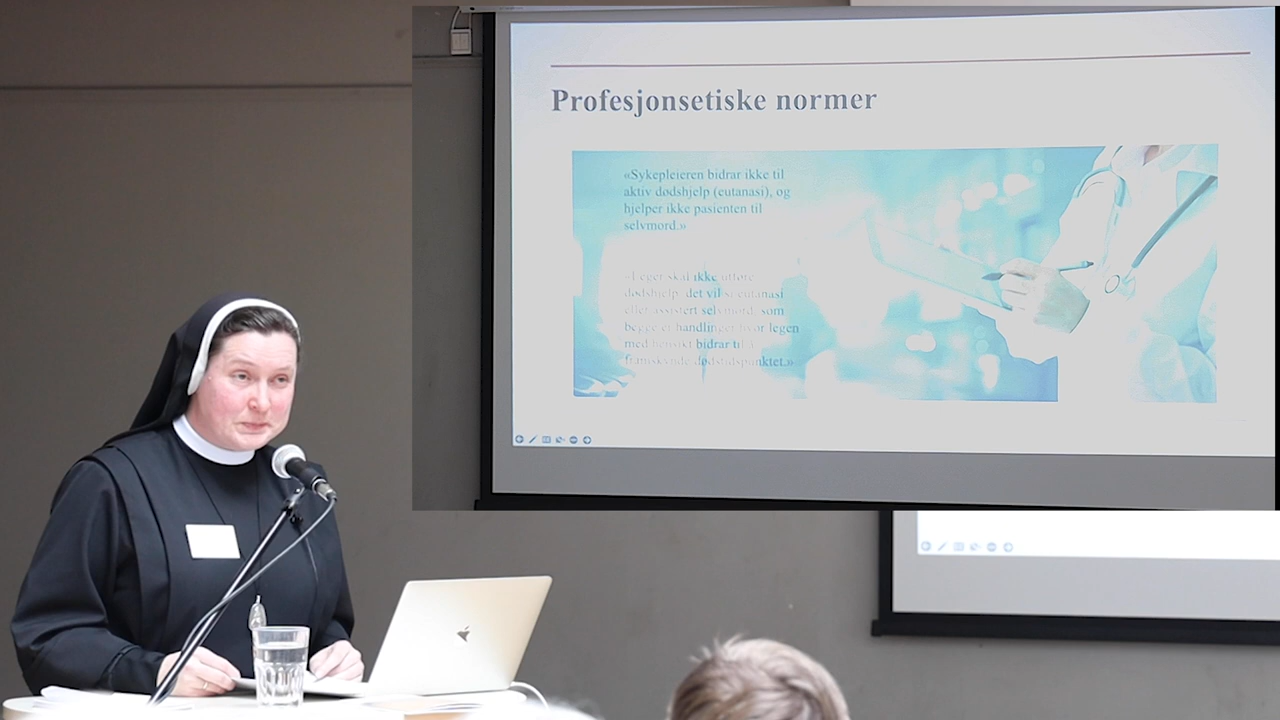 Profesjonsetiske normer
«Sykepleieren bidrar ikke til
aktiv dødshjelp (eutanasi), og
hjelper ikke pasienten til
selvmord.»
«Leger skal ikke utføre
dødshjelp, det vil si eutanasi
eller assistert selvmord, som
begge er handlinger hvor legen
med hensikt bidrar til å
framskynde dødstidspunktet.»